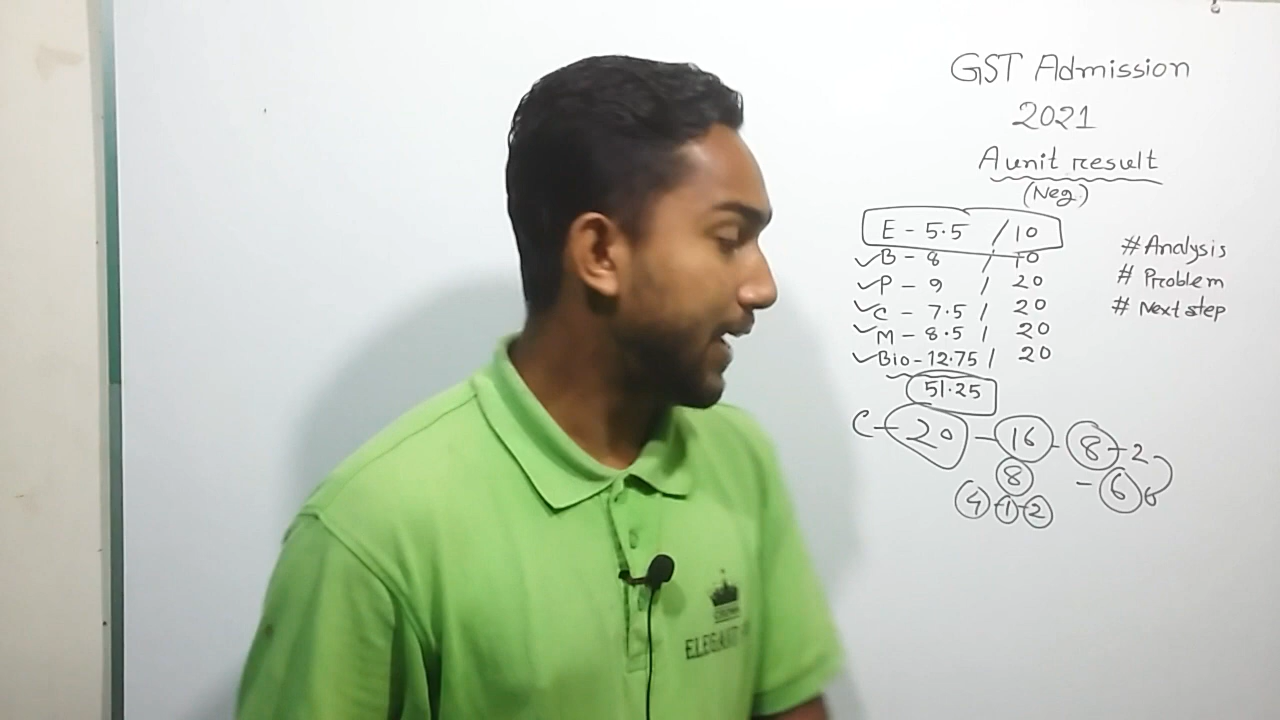 GST Admission
2021
A unit result
(Neg.)
E - 5.5 / 10
B - 8 / 10
P - 9 / 20
C - 7.5 / 20
M - 8.5 / 20
Bio - 12.75 / 20
51.25
# Analysis
# Problem
# Next step
C - 20 - 16 - 8 - 2
8 - 6
4 1 2